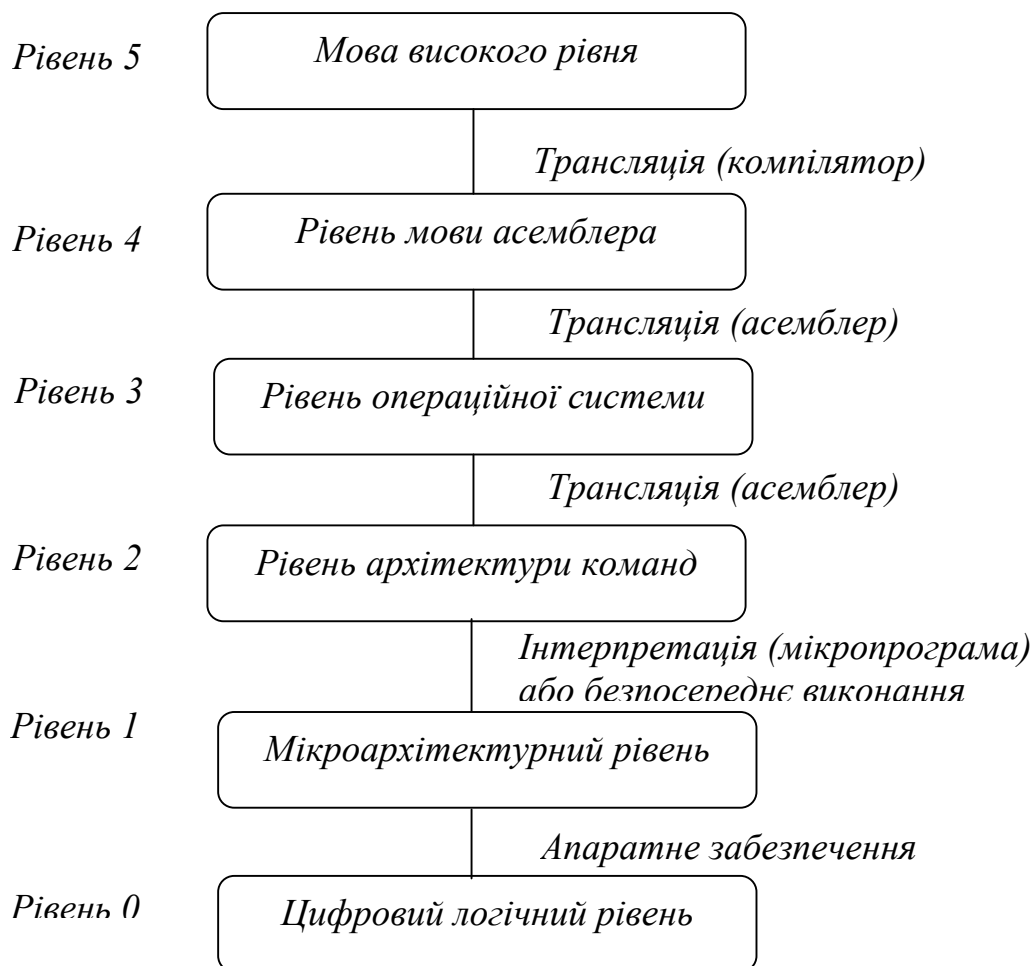 Рівень 5
Мова високого рівня
Трансляція (компілятор)
Рівень 4
Рівень мови асемблера
Трансляція (асемблер)
Рівень 3
Рівень операційної системи
Трансляція (асемблер)
Рівень 2
Рівень архітектури команд
Інтерпретація (мікропрограма)
або безпосереднє виконання
Рівень 1
Мікроархітектурний рівень
Апаратне забезпечення
Рівень 0
Цифровий логічний рівень